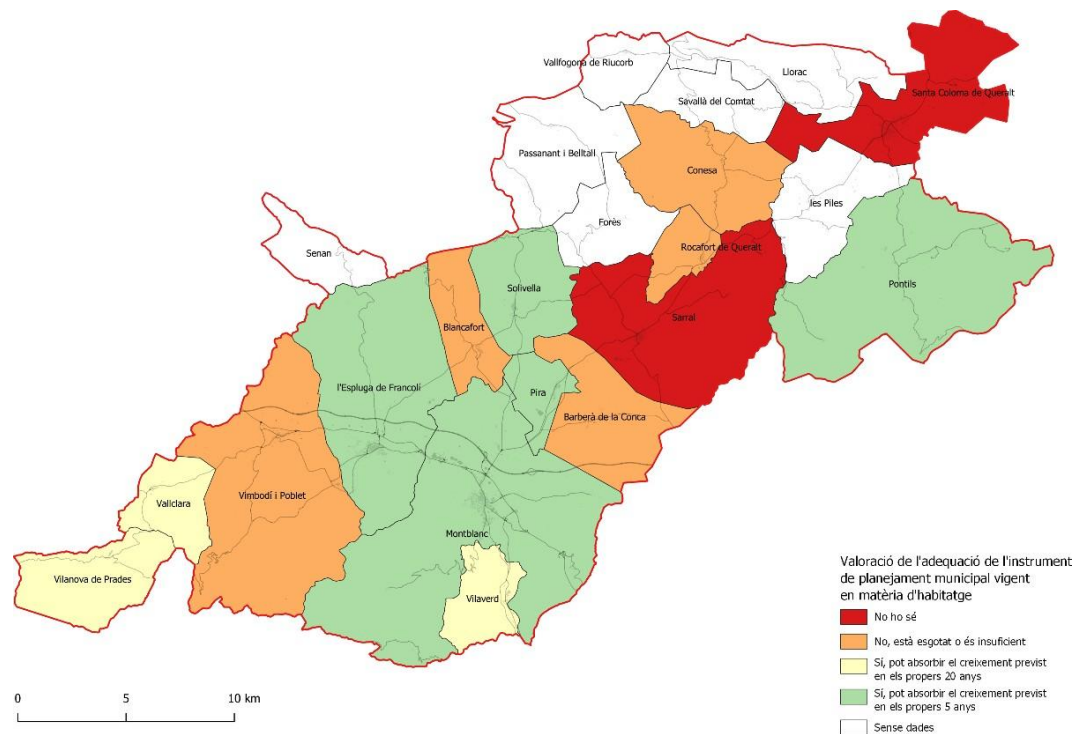 Vallfogona de Riucorb
Llorac
Santa Coloma de Queralt
Savallà del Comtat
Passanant i Belltall
Conesa
les Piles
Forès
Rocafort de Queralt
Senan
Pontils
Solivella
Sarral
Blancafort
l'Espluga de Francolí
Pira
Barberà de la Conca
Vimbodí i Poblet
Vallclara
Montblanc
Vilanova de Prades
Vilaverd
Valoració de l'adequació de l'instrument
de planejament municipal vigent
en matèria d'habitatge
No ho sé
No, està esgotat o és insuficient
Sí, pot absorbir el creixement previst
en els propers 20 anys
Sí, pot absorbir el creixement previst
en els propers 5 anys
Sense dades
0 5 10 km